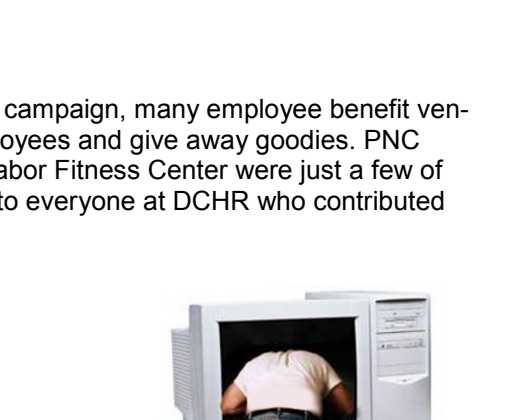 campaign, many employee benefit ven-
oyees and give away goodies. PNC
abor Fitness Center were just a few of
to everyone at DCHR who contributed